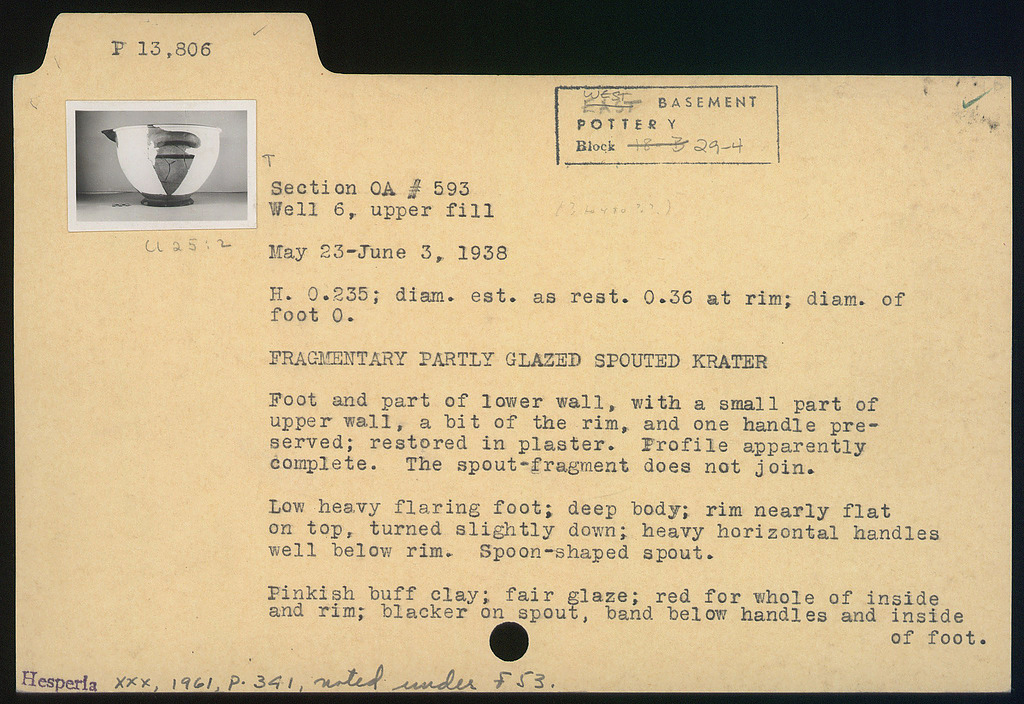 P 13,806
WEST
EAST BASEMENT
POTTERY
Block 18-3 29-4
T
Section OA # 593
Well 6, upper fill
U 25:2
May 23-June 3, 1938
H. 0.235; diam. est. as rest. 0.36 at rim; diam. of
foot 0.
FRAGMENTARY PARTLY GLAZED SPOUTED KRATER
Foot and part of lower wall, with a small part of
upper wall, a bit of the rim, and one handle pre-
served; restored in plaster. Profile apparently
complete. The spout-fragment does not join.
Low heavy flaring foot; deep body; rim nearly flat
on top, turned slightly down; heavy horizontal handles
well below rim. Spoon-shaped spout.
Pinkish buff clay; fair glaze; red for whole of inside
and rim; blacker on spout, band below handles and inside
of foot.
Hesperia XXX, 1961, P. 341, noted under F 53.